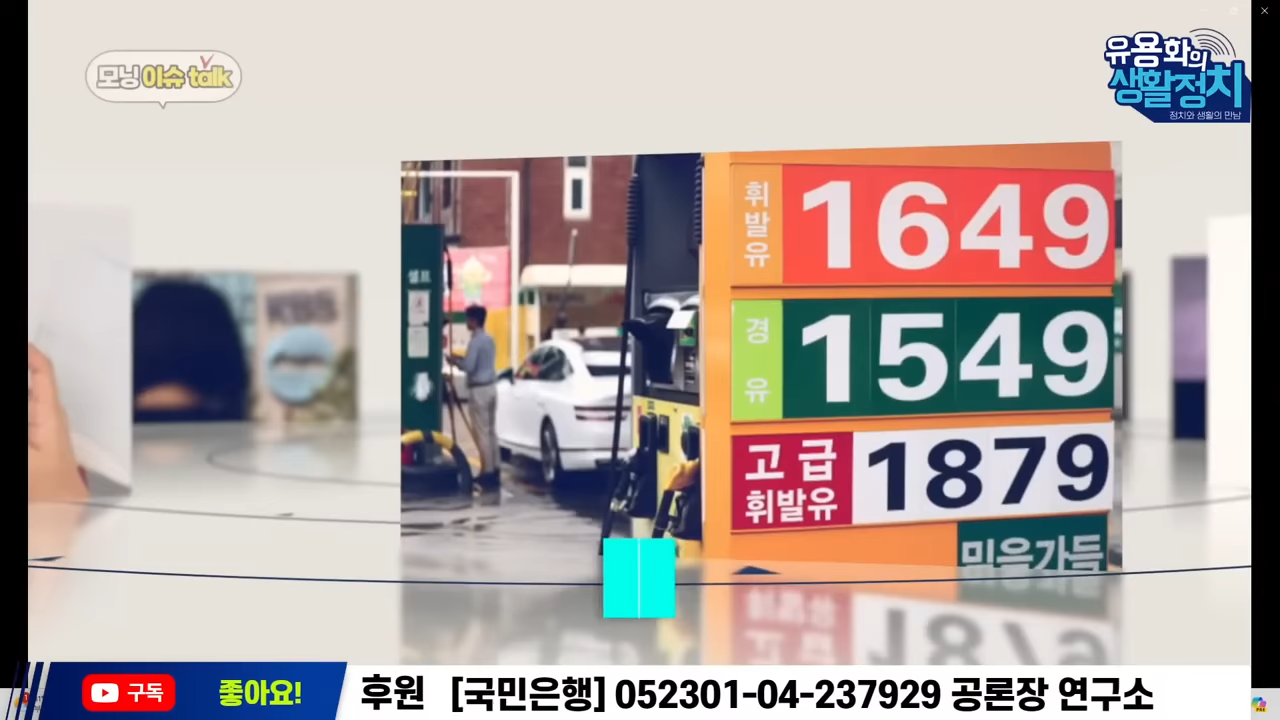 모닝이슈 talk
유용화의
생활정치
정치와 생활의 만남
셀프
휘발유 1649
경유 1549
고급휘발유 1879
믿음가득
KBS
구독 좋아요! 후원 [국민은행] 052301-04-237929 공론장 연구소